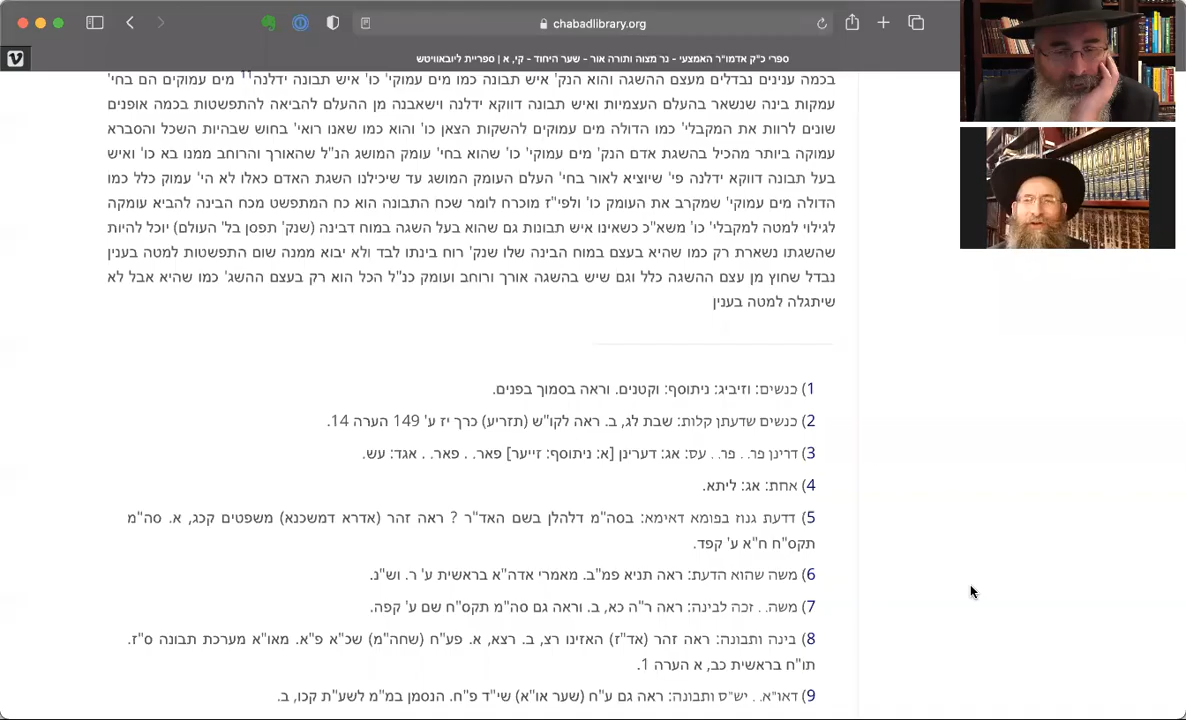 chabadlibrary.org
ספרי כ"ק אדמו"ר האמצעי - נר מצוה ותורה אור - שער היחוד - קי, א | ספריית ליובאוויטש
בכמה ענינים נבדלים מעצם ההשגה והוא הנק' איש תבונה כמו מים עמוקי' כו' איש תבונה ידלנה11 מים עמוקים הם בחי'
עמקות בינה שנשאר בהעלם העצמיות ואיש תבונה דווקא ידלנה וישאבנה מן ההעלם להביאה להתפשטות בכמה אופנים
שונים לרוות את המקבלי' כמו הדולה מים עמוקים להשקות הצאן כו' והוא כמו שאנו רואי' בחוש שבהיות השכל והסברא
עמוקה ביותר מהכיל בהשגת אדם הנק' מים עמוקי' כו' שהוא בחי' עומק המושג הנ"ל שהאורך והרוחב ממנו בא כו' ואיש
בעל תבונה דווקא ידלנה פי' שיוציא לאור בחי' העלם העומק המושג עד שיכילנו השגת האדם כאלו לא הי' עמוק כלל כמו
הדולה מים עמוקי' שמקרב את העומק כו' ולפי"ז מוכרח לומר שכח התבונה הוא כח המתפשט מכח הבינה להביא עומקה
לגילוי למטה למקבלי' כו' משא"כ כשאינו איש תבונות גם שהוא בעל השגה במוח דבינה (שנק' תפסן בל' העולם) יוכל להיות
שהשגתו נשארת רק כמו שהיא בעצם במוח הבינה שלו שנק' רוח בינתו לבד ולא יבוא ממנה שום התפשטות למטה בענין
נבדל שחוץ מן עצם ההשגה כלל וגם שיש בהשגה אורך ורוחב ועומק כנ"ל הכל הוא רק בעצם ההשג' כמו שהיא אבל לא
שיתגלה למטה בענין
1) כנשים: וזיביג: ניתוסף: וקטנים. וראה בסמוך בפנים.
2) כנשים שדעתן קלות: שבת לג, ב. ראה לקו"ש (תזריע) כרך יז ע' 149 הערה 14.
3) דרינן פר. . פר. . עס: אג: דערינן [א: ניתוסף: זייער] פאר. . פאר. . אגד: עש.
4) אחת: אג: ליתא.
5) דדעת גנוז בפומא דאימא: בסה"מ דלהלן בשם האד"ר ? ראה זהר (אדרא דמשכנא) משפטים קכג, א. סה"מ
תקס"ח ח"א ע' קפד.
6) משה שהוא הדעת: ראה תניא פמ"ב. מאמרי אדה"א בראשית ע' ר. וש"נ.
7) משה. . זכה לבינה: ראה ר"ה כא, ב. וראה גם סה"מ תקס"ח שם ע' קפה.
8) בינה ותבונה: ראה זהר (אד"ז) האזינו רצ, ב. רצא, א. פע"ח (שחה"מ) שכ"א פ"א. מאו"א מערכת תבונה ס"ז.
תו"ח בראשית כב, א הערה 1.
9) דאו"א. . יש"ס ותבונה: ראה גם ע"ח (שער או"א) שי"ד פ"ח. הנסמן במ"מ לשע"ת קכו, ב.